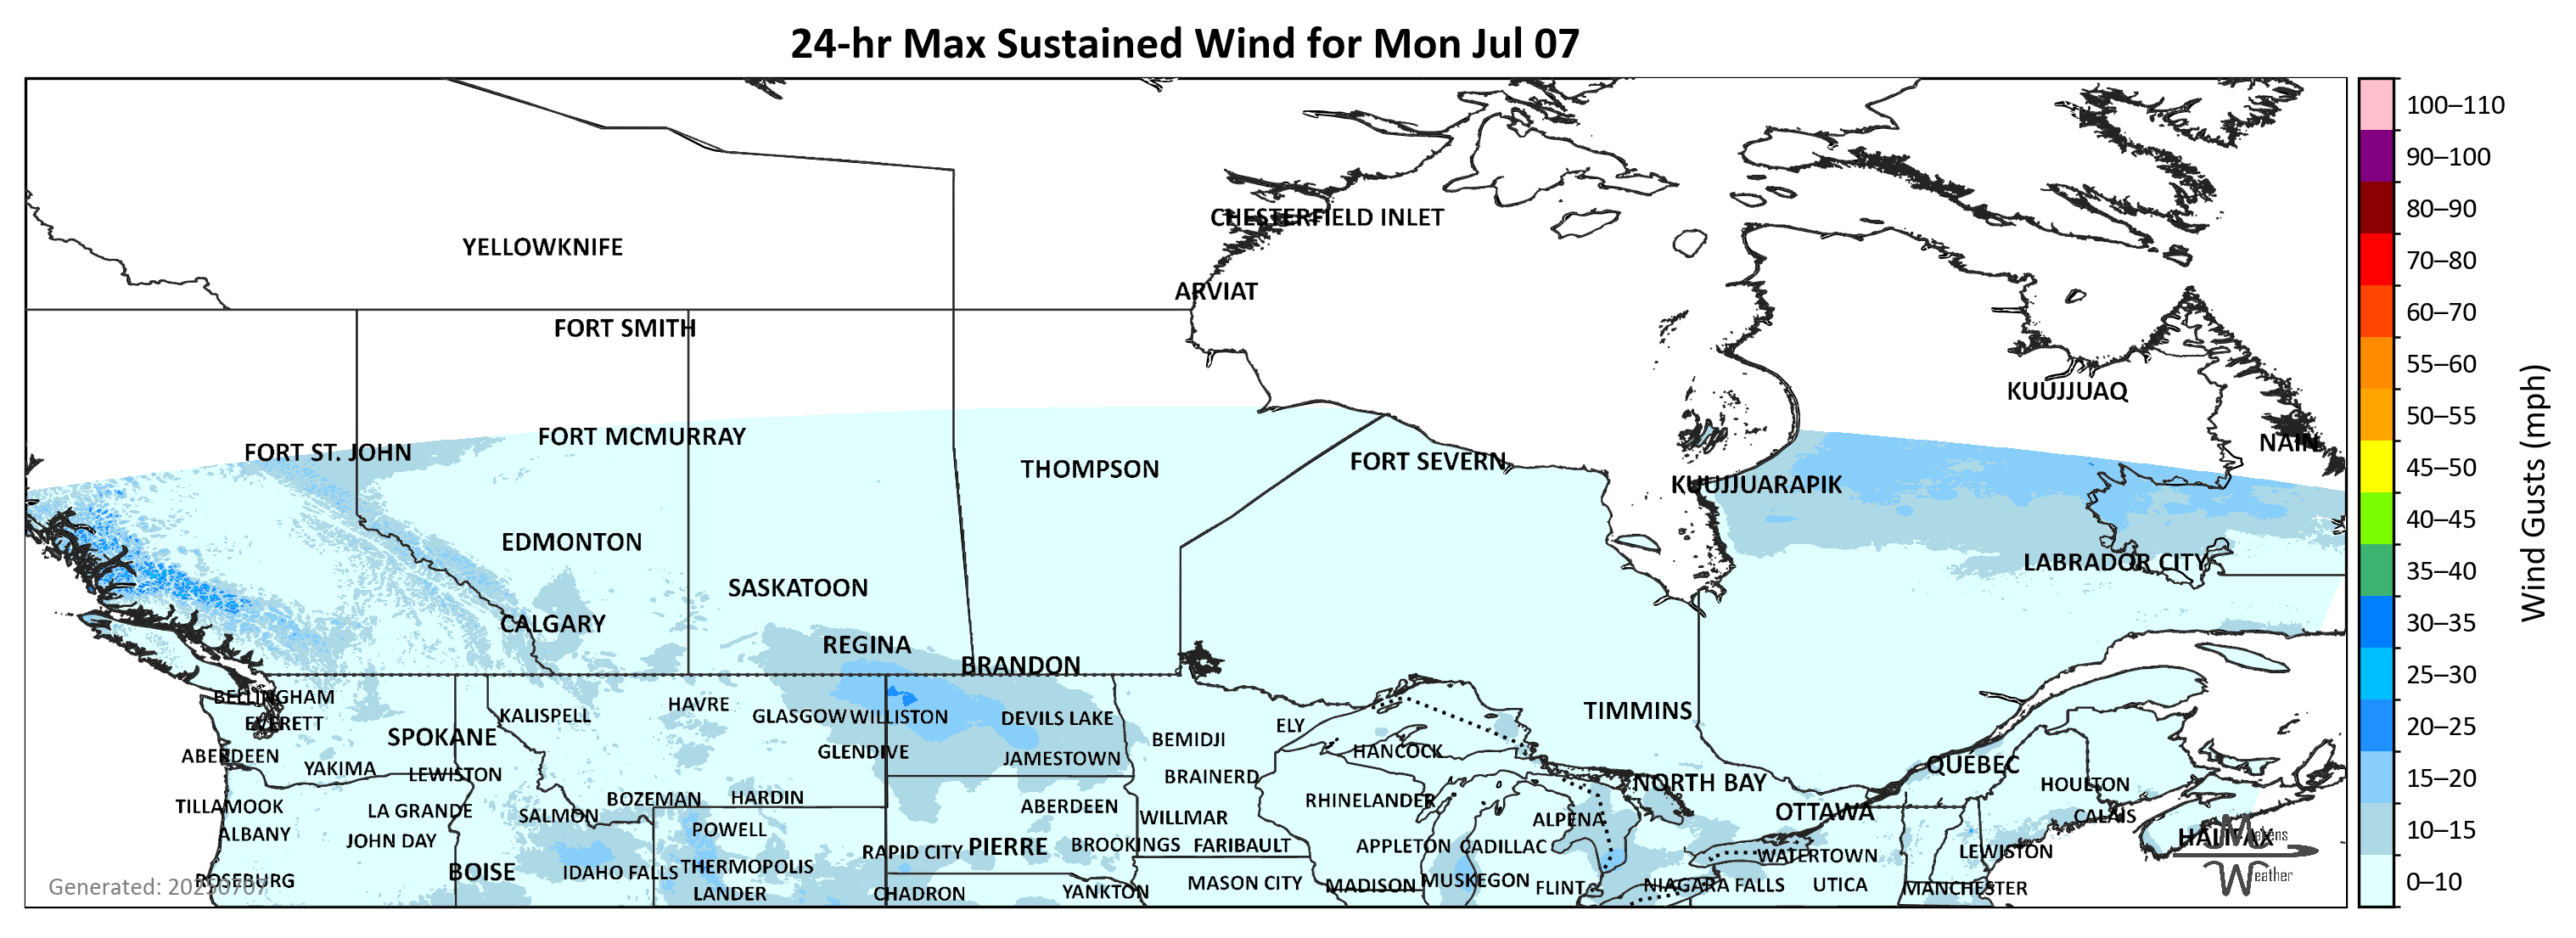 24-hr Max Sustained Wind for Mon Jul 07
100–110
90–100
80–90
70–80
60–70
55–60
50–55
45–50
40–45
35–40
30–35
25–30
20–25
15–20
10–15
0–10
Wind Gusts (mph)
CHESTERFIELD INLET
YELLOWKNIFE
ARVIAT
FORT SMITH
KUUJJUAQ
FORT MCMURRAY
NAIN
FORT ST. JOHN
FORT SEVERN
THOMPSON
KUUJJUARAPIK
EDMONTON
LABRADOR CITY
SASKATOON
CALGARY
REGINA
BRANDON
BELLINGHAM
HAVRE
TIMMINS
KALISPELL
GLASGOW
WILLISTON
DEVILS LAKE
EVERETT
ELY
SPOKANE
BEMIDJI
HANCOCK
GLENDIVE
ABERDEEN
JAMESTOWN
QUÉBEC
YAKIMA
LEWISTON
BRAINERD
NORTH BAY
HOULTON
BOZEMAN
HARDIN
RHINELANDER
TILLAMOOK
ABERDEEN
LA GRANDE
OTTAWA
SALMON
WILLMAR
ALPENA
CALAIS
POWELL
ALBANY
HALIFAX
JOHN DAY
BROOKINGS
FARIBAULT
APPLETON
CADILLAC
PIERRE
RAPID CITY
LEWISTON
WATERTOWN
THERMOPOLIS
BOISE
IDAHO FALLS
MUSKEGON
ROSEBURG
MASON CITY
MADISON
FLINT
NIAGARA FALLS
UTICA
MANCHESTER
LANDER
CHADRON
YANKTON
Generated: 20250707
Makens
Weather